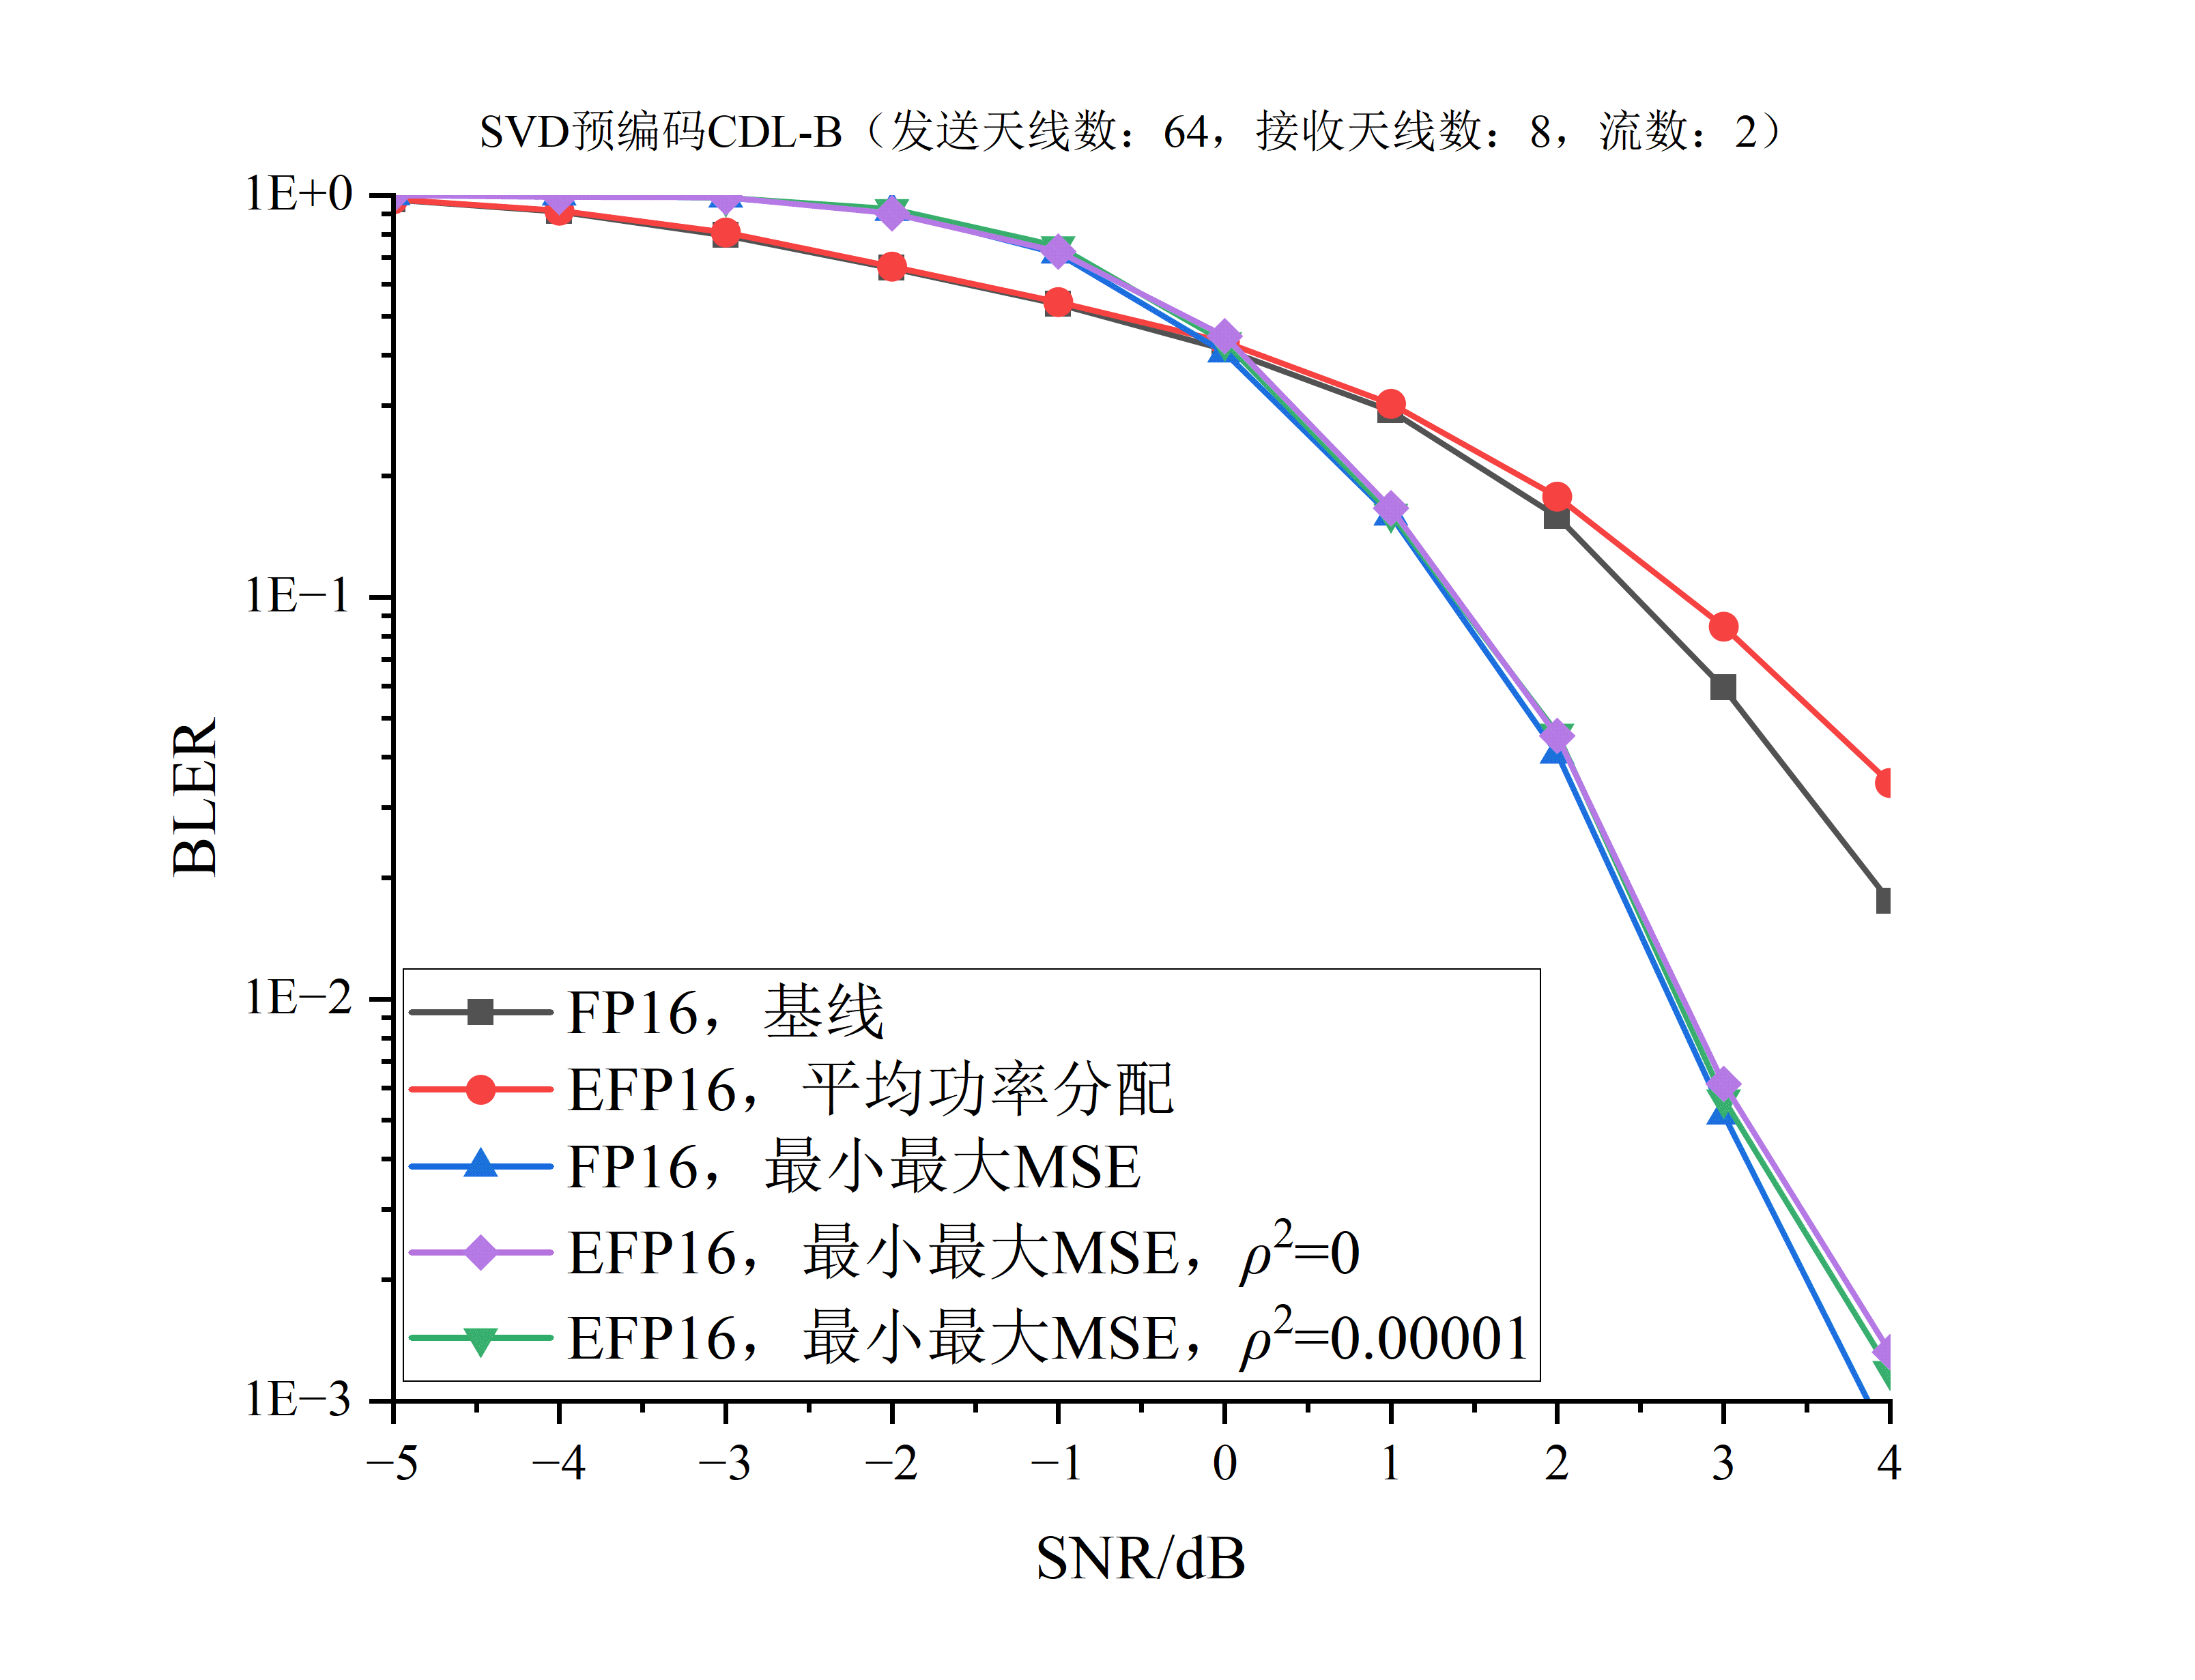 SVD预编码CDL-B（发送天线数：64，接收天线数：8，流数：2）
1E+0
1E−1
1E−2
1E−3
BLER
FP16，基线
EFP16，平均功率分配
FP16，最小最大MSE
EFP16，最小最大MSE，ρ²=0
EFP16，最小最大MSE，ρ²=0.00001
−5 −4 −3 −2 −1 0 1 2 3 4
SNR/dB